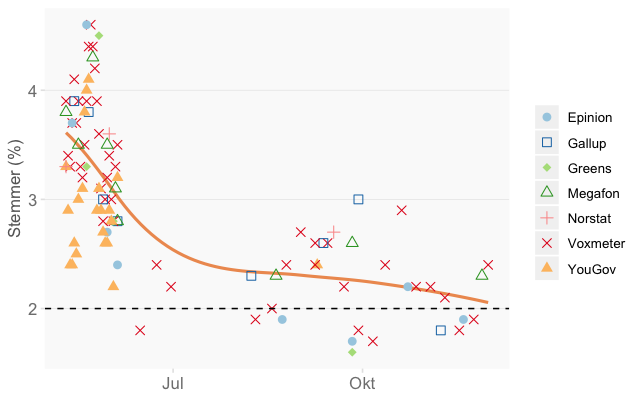 Stemmer (%)
4
3
2
Jul
Okt
Epinion
Gallup
Greens
Megafon
Norstat
Voxmeter
YouGov